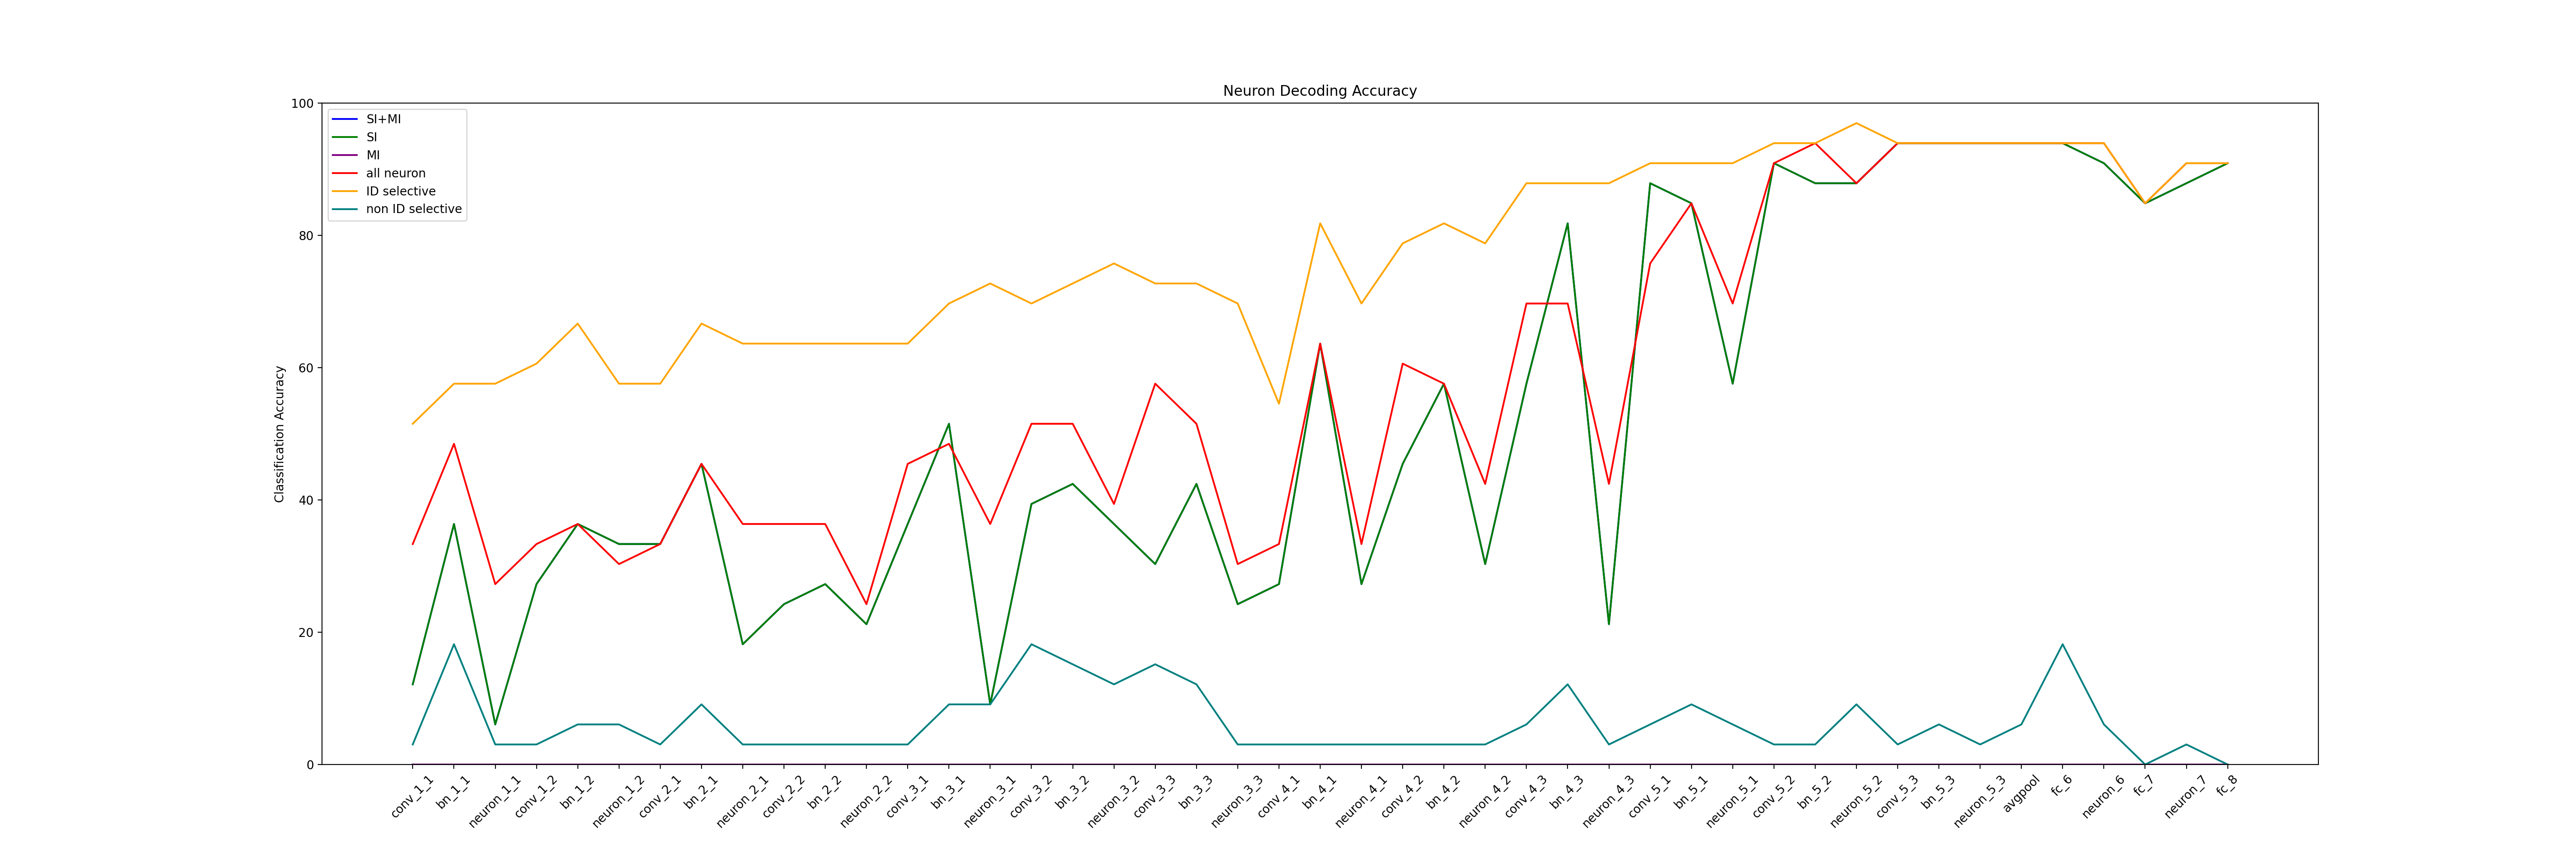 Neuron Decoding Accuracy
100
80
60
40
20
0
Classification Accuracy
SI+MI
SI
MI
all neuron
ID selective
non ID selective
conv_1_1
bn_1_1
neuron_1_1
conv_1_2
bn_1_2
neuron_1_2
conv_2_1
bn_2_1
neuron_2_1
conv_2_2
bn_2_2
neuron_2_2
conv_3_1
bn_3_1
neuron_3_1
conv_3_2
bn_3_2
neuron_3_2
conv_3_3
bn_3_3
neuron_3_3
conv_4_1
bn_4_1
neuron_4_1
conv_4_2
bn_4_2
neuron_4_2
conv_4_3
bn_4_3
neuron_4_3
conv_5_1
bn_5_1
neuron_5_1
conv_5_2
bn_5_2
neuron_5_2
conv_5_3
bn_5_3
neuron_5_3
avgpool
fc_6
neuron_6
fc_7
neuron_7
fc_8